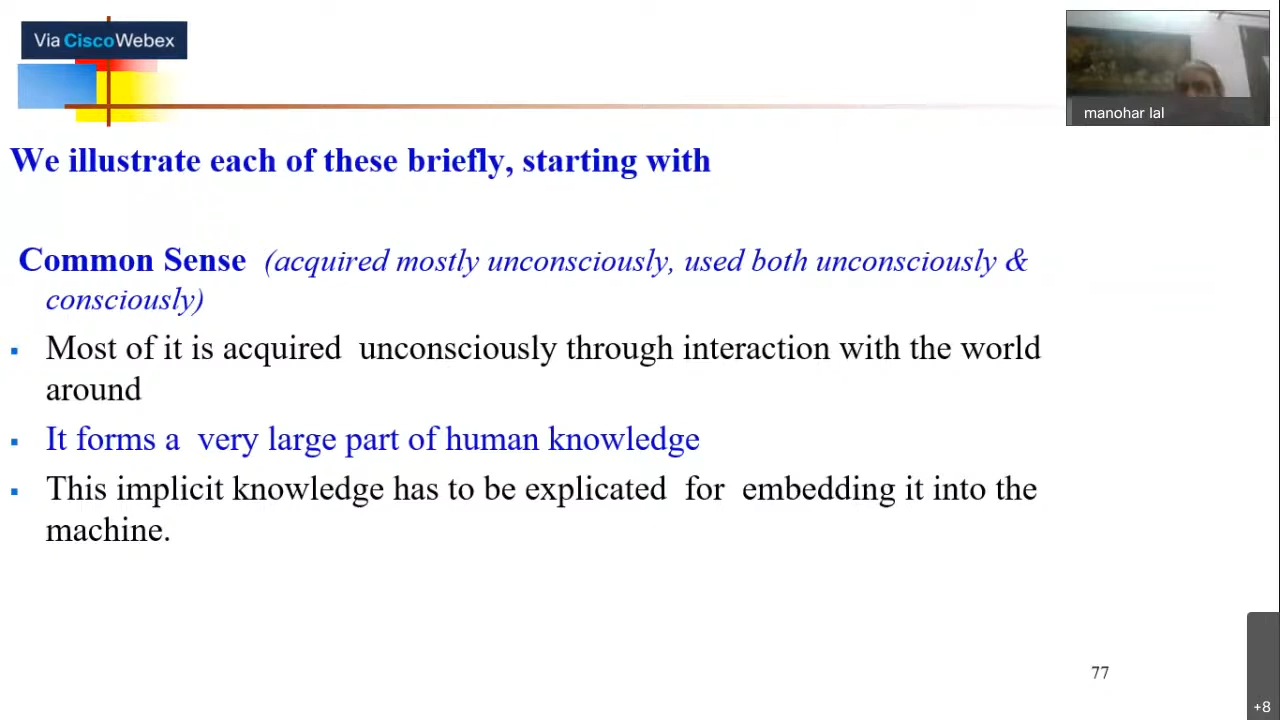 Via CiscoWebex
manohar lal
We illustrate each of these briefly, starting with
Common Sense (acquired mostly unconsciously, used both unconsciously &
consciously)
▪ Most of it is acquired unconsciously through interaction with the world
around
▪ It forms a very large part of human knowledge
▪ This implicit knowledge has to be explicated for embedding it into the
machine.
77
+8